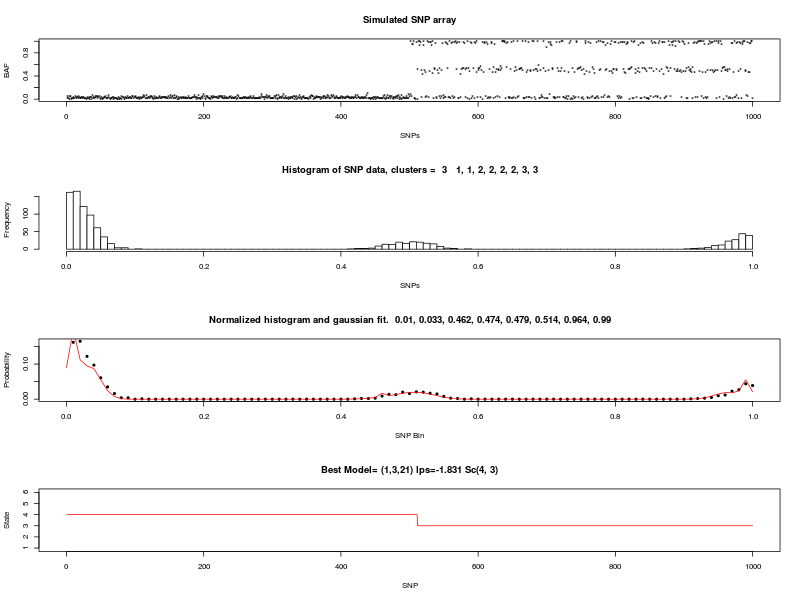 Simulated SNP array
BAF
0.0 0.4 0.8
0 200 400 600 800 1000
SNPs
Histogram of SNP data, clusters = 3 1, 1, 2, 2, 2, 2, 3, 3
Frequency
0 50 100
0.0 0.2 0.4 0.6 0.8 1.0
SNPs
Normalized histogram and gaussian fit. 0.01, 0.033, 0.462, 0.474, 0.479, 0.514, 0.964, 0.99
Probability
0.00 0.10
0.0 0.2 0.4 0.6 0.8 1.0
SNP Bin
Best Model= (1,3,21) lps=-1.831 Sc(4, 3)
State
1 2 3 4 5 6
0 200 400 600 800 1000
SNP